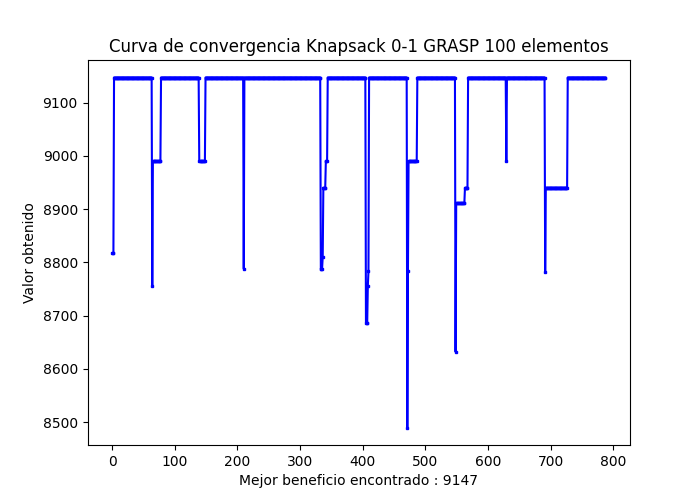 Curva de convergencia Knapsack 0-1 GRASP 100 elementos
Valor obtenido
9100
9000
8900
8800
8700
8600
8500
0 100 200 300 400 500 600 700 800
Mejor beneficio encontrado : 9147